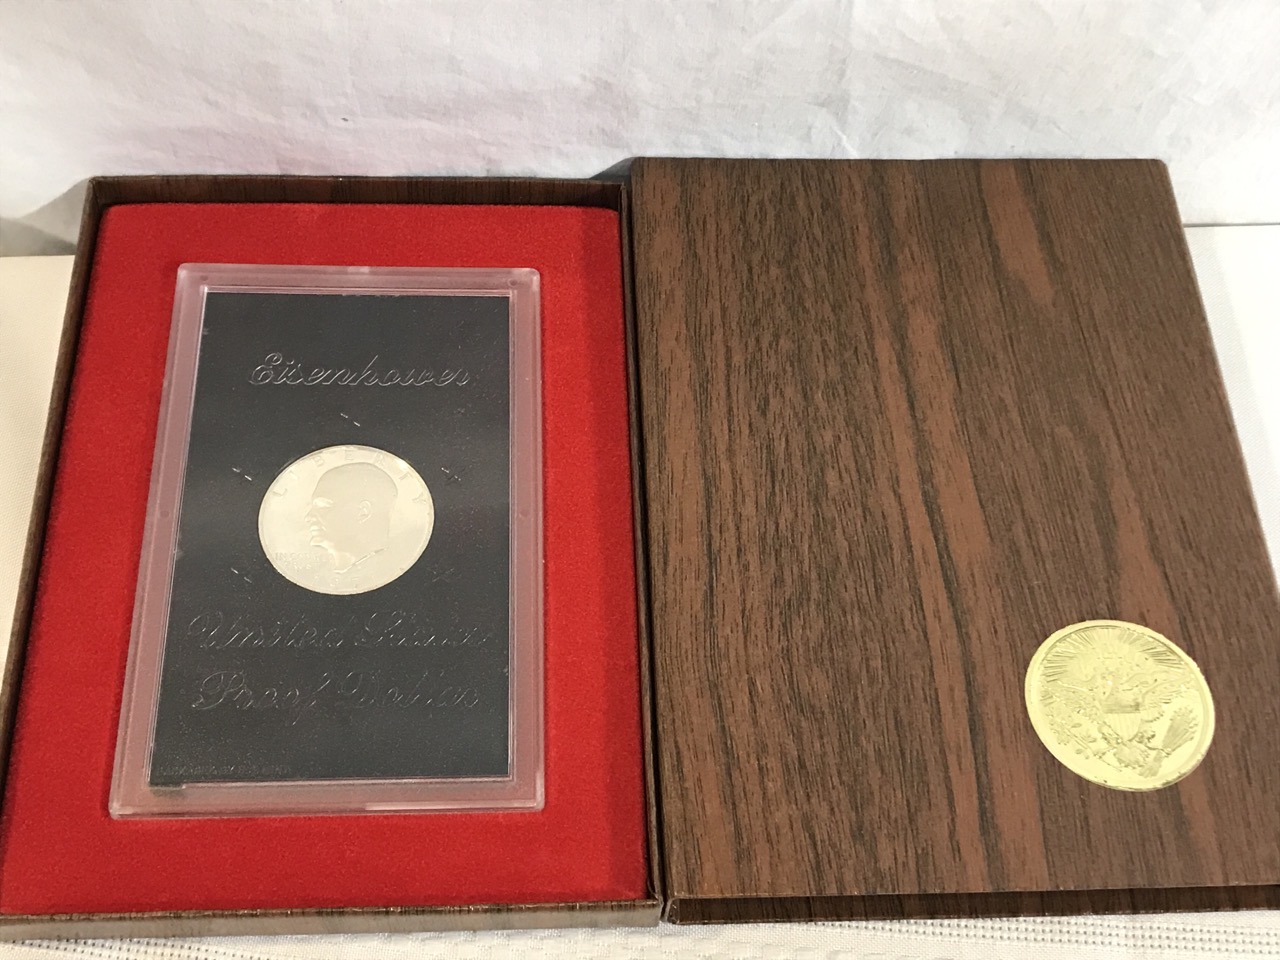 Eisenhower
LIBERTY
United States
Proof Dollar